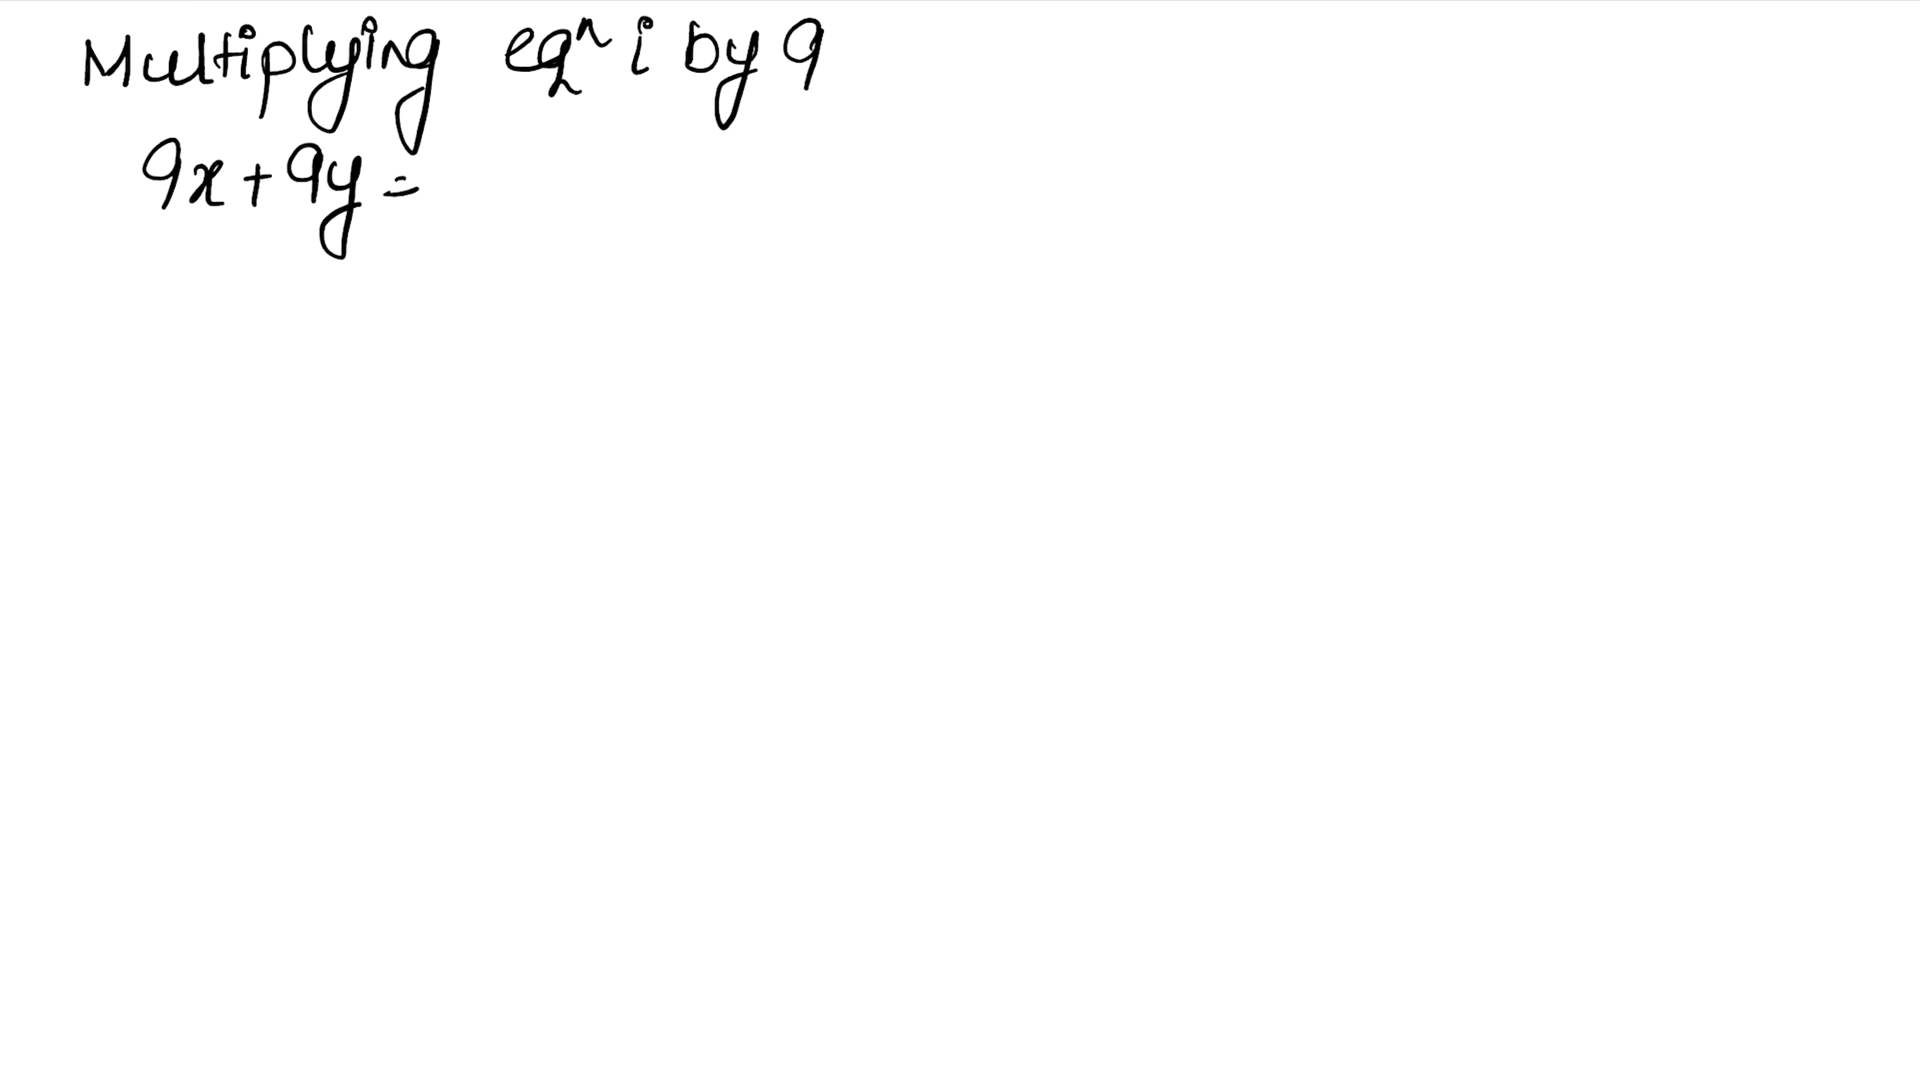 Multiplying eqⁿ i by 9
9x + 9y =